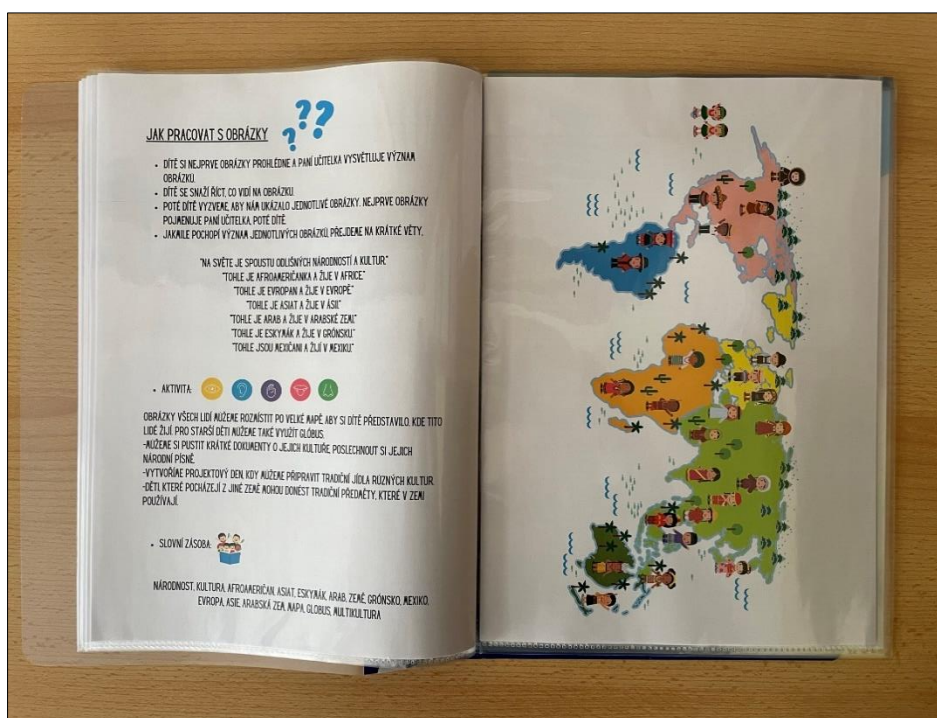 JAK PRACOVAT S OBRÁZKY
???
• DÍTĚ SI NEJPRVE OBRÁZKY PROHLÉDNE A PANÍ UČITELKA VYSVĚTLUJE VÝZNAM
OBRÁZKU.
• DÍTĚ SE SNAŽÍ ŘÍCT, CO VIDÍ NA OBRÁZKU.
• POTÉ DÍTĚ VYZVEME, ABY NÁM UKÁZALO JEDNOTLIVÉ OBRÁZKY. NEJPRVE OBRÁZKY
POJMENUJE PANÍ UČITELKA, POTÉ DÍTĚ.
• JAKMILE POCHOPÍ VÝZNAM JEDNOTLIVÝCH OBRÁZKŮ, PŘEJDEME NA KRÁTKÉ VĚTY.
"NA SVĚTE JE SPOUSTU ODLIŠNÝCH NÁRODNOSTÍ A KULTUR."
"TOHLE JE AFROAMERIČANKA A ŽIJE V AFRICE."
"TOHLE JE EVROPAN A ŽIJE V EVROPĚ"
"TOHLE JE ASIAT A ŽIJE V ÁSII"
"TOHLE JE ARAB A ŽIJE V ARABSKÉ ZEMI."
"TOHLE JE ESKYMÁK A ŽIJE V GRÓNSKU"
"TOHLE JSOU MEXIČANI A ŽIJÍ V MEXIKU."
• AKTIVITA:
OBRÁZKY VŠECH LIDÍ MŮŽEME ROZMÍSTIT PO VELKÉ MAPĚ, ABY SI DÍTĚ PŘEDSTAVILO, KDE TITO
LIDÉ ŽIJÍ. PRO STARŠÍ DĚTI MŮŽEME TAKÉ VYUŽÍT GLÓBUS.
-MŮŽEME SI PUSTIT KRÁTKÉ DOKUMENTY O JEJICH KULTUŘE, POSLECHNOUT SI JEJICH
NÁRODNÍ PÍSNĚ.
-VYTVOŘÍME PROJEKTOVÝ DEN, KDY MŮŽEME PŘIPRAVIT TRADIČNÍ JÍDLA RŮZNÝCH KULTUR.
-DĚTI, KTERÉ POCHÁZEJÍ Z JINÉ ZEMĚ MOHOU DONÉST TRADIČNÍ PŘEDMĚTY, KTERÉ V ZEMI
POUŽÍVAJÍ.
• SLOVNÍ ZÁSOBA:
NÁRODNOST, KULTURA, AFROAMERIČAN, ASIAT, ESKYMÁK, ARAB, ZEMĚ, GRÓNSKO, MEXIKO,
EVROPA, ASIE, ARABSKÁ ZEM, MAPA, GLOBUS, MULTIKULTURA